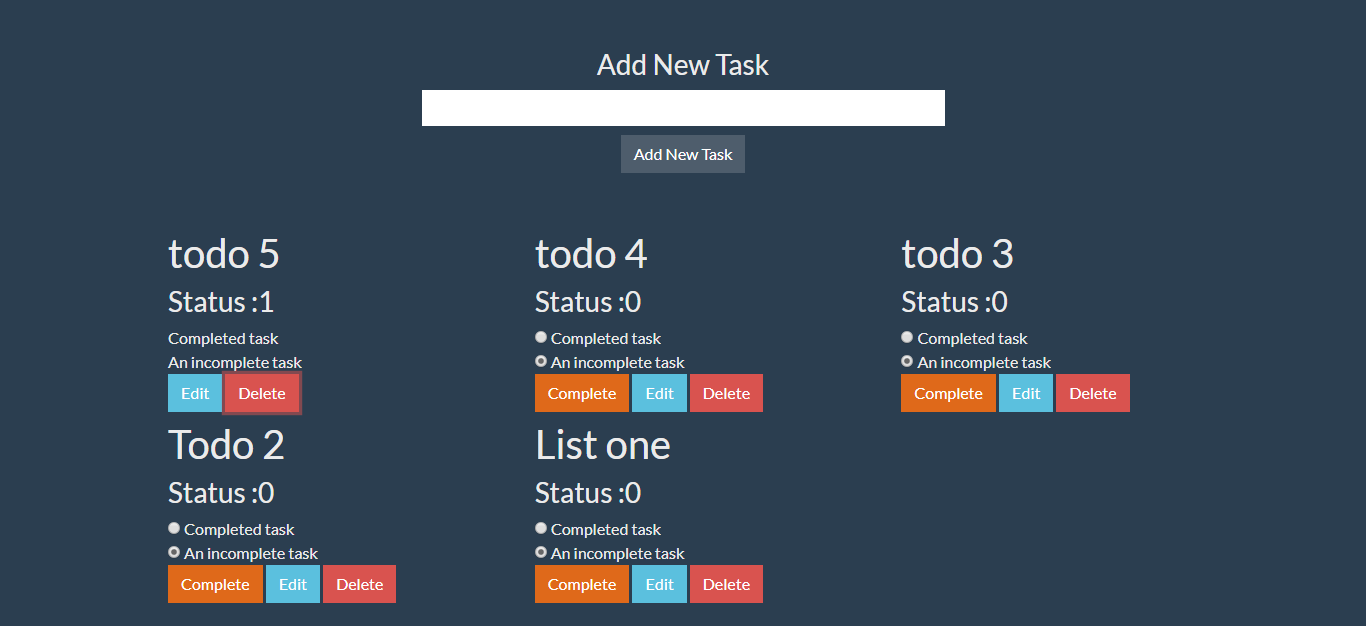 Add New Task
Add New Task
todo 5
Status :1
Completed task
An incomplete task
Edit Delete
todo 4
Status :0
Completed task
An incomplete task
Complete Edit Delete
todo 3
Status :0
Completed task
An incomplete task
Complete Edit Delete
Todo 2
Status :0
Completed task
An incomplete task
Complete Edit Delete
List one
Status :0
Completed task
An incomplete task
Complete Edit Delete